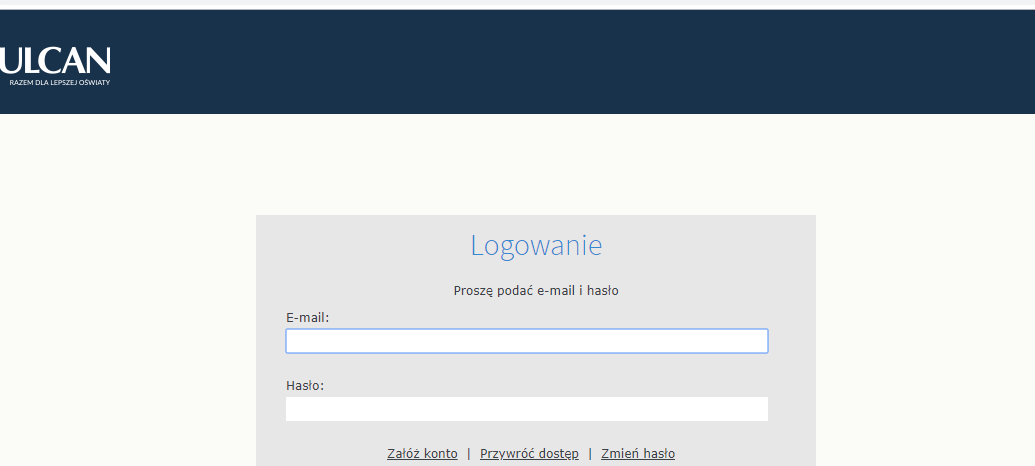 ULCAN
RAZEM DLA LEPSZEJ OŚWIATY
Logowanie
Proszę podać e-mail i hasło
E-mail:
Hasło:
Załóż konto | Przywróć dostęp | Zmień hasło